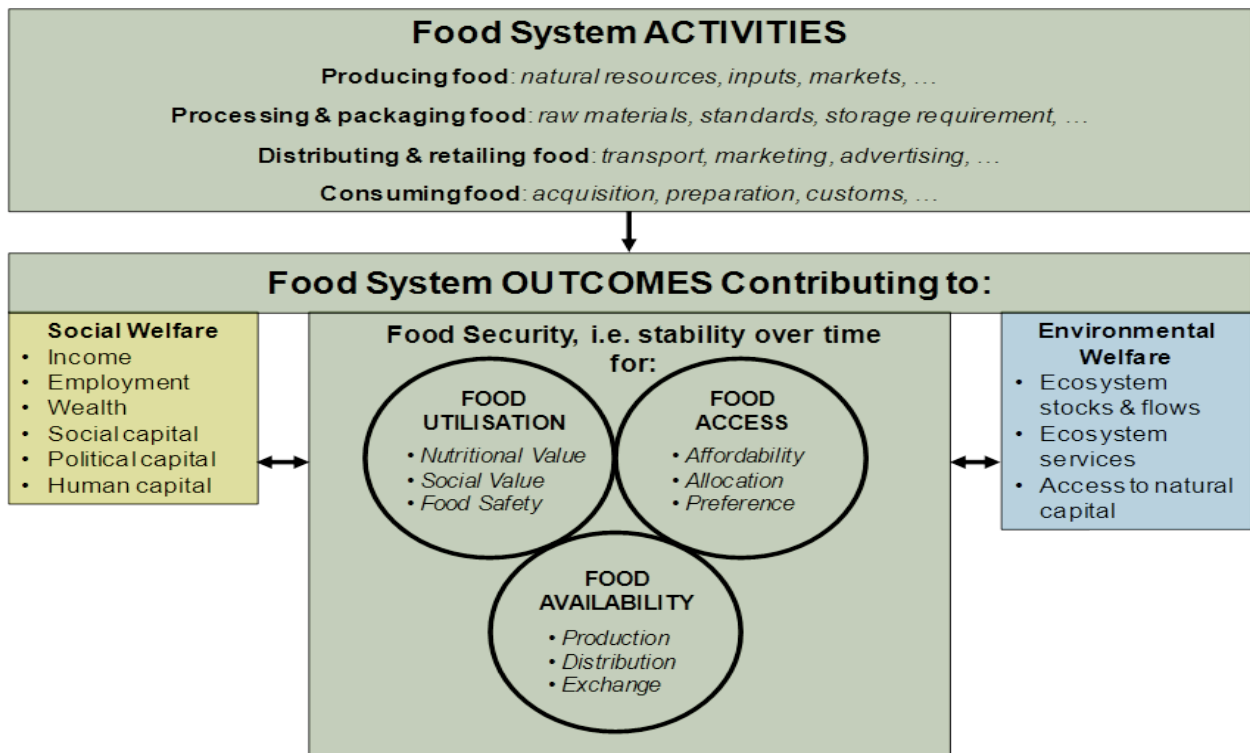 Food System ACTIVITIES
Producing food: natural resources, inputs, markets, …
Processing & packaging food: raw materials, standards, storage requirement, …
Distributing & retailing food: transport, marketing, advertising, …
Consuming food: acquisition, preparation, customs, …
Food System OUTCOMES Contributing to:
Social Welfare
• Income
• Employment
• Wealth
• Social capital
• Political capital
• Human capital
Food Security, i.e. stability over time
for:
FOOD
UTILISATION
• Nutritional Value
• Social Value
• Food Safety
FOOD
ACCESS
• Affordability
• Allocation
• Preference
FOOD
AVAILABILITY
• Production
• Distribution
• Exchange
Environmental
Welfare
• Ecosystem
stocks & flows
• Ecosystem
services
• Access to natural
capital